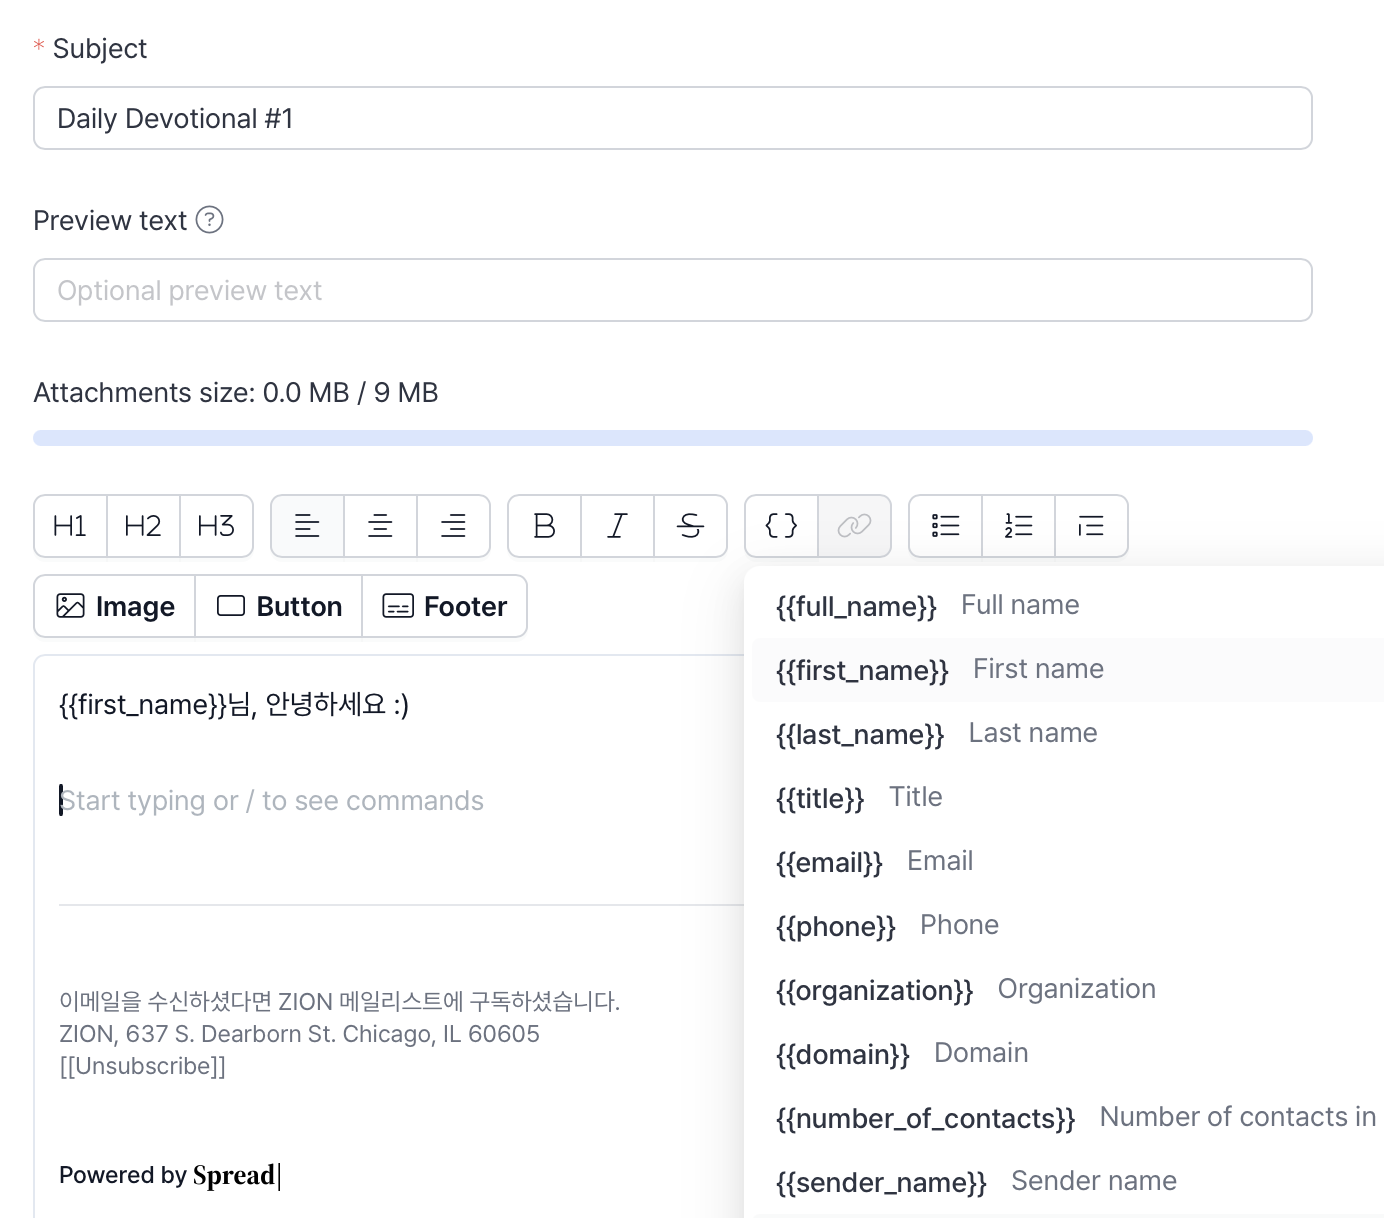 * Subject
Daily Devotional #1
Preview text ?
Optional preview text
Attachments size: 0.0 MB / 9 MB
H1 H2 H3 B I S {}
Image Button Footer
{{first_name}}님, 안녕하세요 :)
Start typing or / to see commands
이메일을 수신하셨다면 ZION 메일리스트에 구독하셨습니다.
ZION, 637 S. Dearborn St. Chicago, IL 60605
[[Unsubscribe]]
Powered by Spread
{{full_name}} Full name
{{first_name}} First name
{{last_name}} Last name
{{title}} Title
{{email}} Email
{{phone}} Phone
{{organization}} Organization
{{domain}} Domain
{{number_of_contacts}} Number of contacts in
{{sender_name}} Sender name